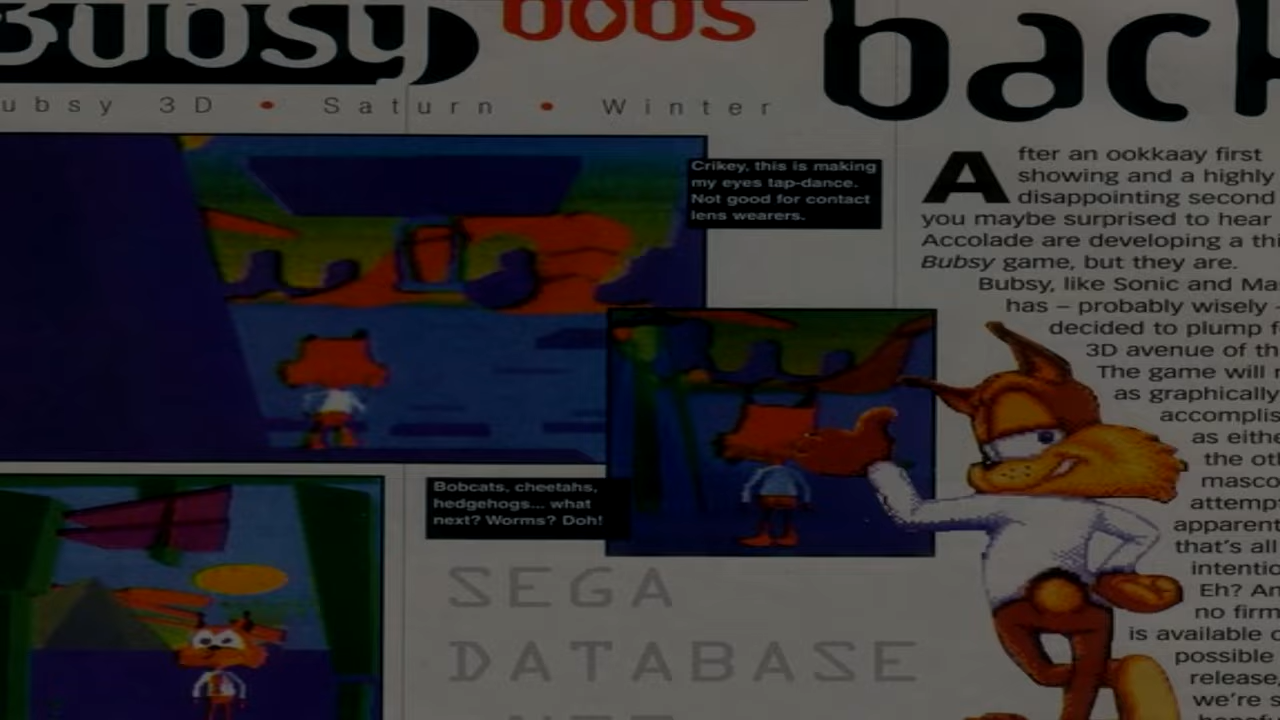 Bubsy bobs back
ubsy 3D • Saturn • Winter
Crikey, this is making
my eyes tap-dance.
Not good for contact
lens wearers.
Bobcats, cheetahs,
hedgehogs... what
next? Worms? Doh!
SEGA
DATABASE
After an ookkaay first
showing and a highly
disappointing second
you maybe surprised to hear
Accolade are developing a thi
Bubsy game, but they are.
Bubsy, like Sonic and Ma
has – probably wisely –
decided to plump f
3D avenue of th
The game will r
as graphically
accomplis
as eithe
the oth
masco
attempt
apparent
that's all
intentio
Eh? An
no firm
is available o
possible
release,
we're s